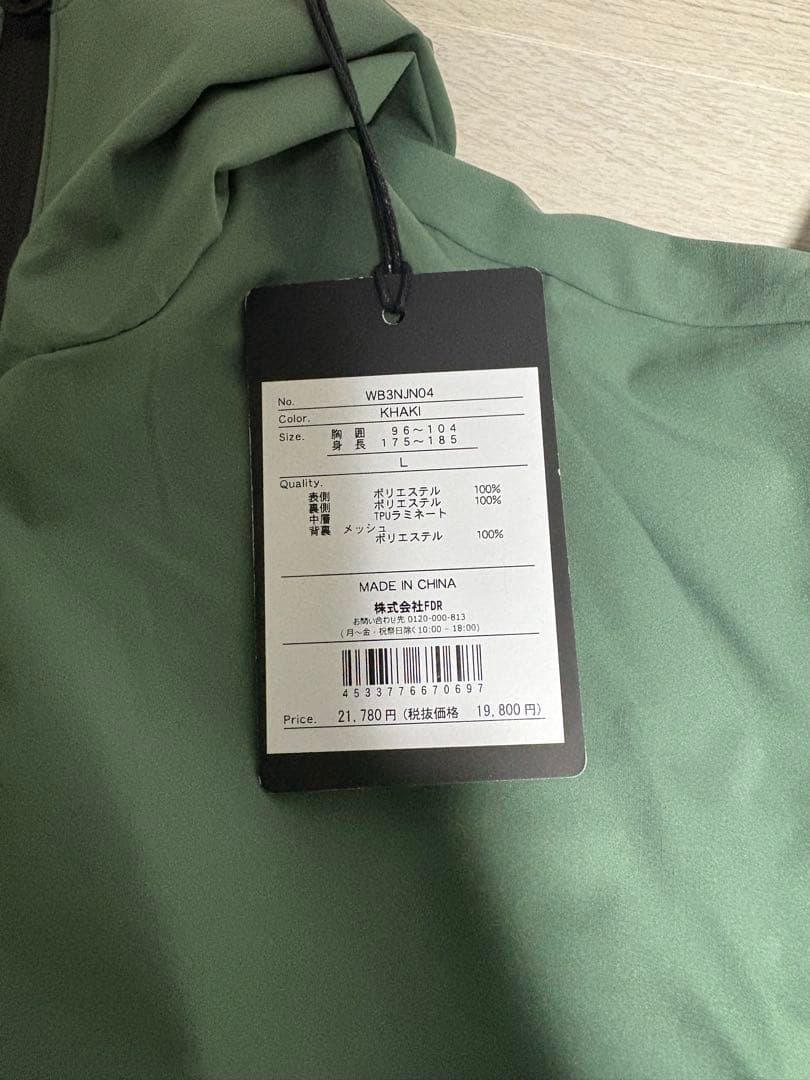 No. WB3NJN04
Color. KHAKI
Size. 胸囲 96～104
身長 175～185
L
Quality.
表側 ポリエステル 100%
裏側 ポリエステル 100%
中層 TPUラミネート
背裏 メッシュ
ポリエステル 100%
MADE IN CHINA
株式会社FDR
お問い合わせ先 0120-000-813
(月～金・祝祭日除く10:00－18:00)
4533776670697
Price. 21,780円(税抜価格 19,800円)